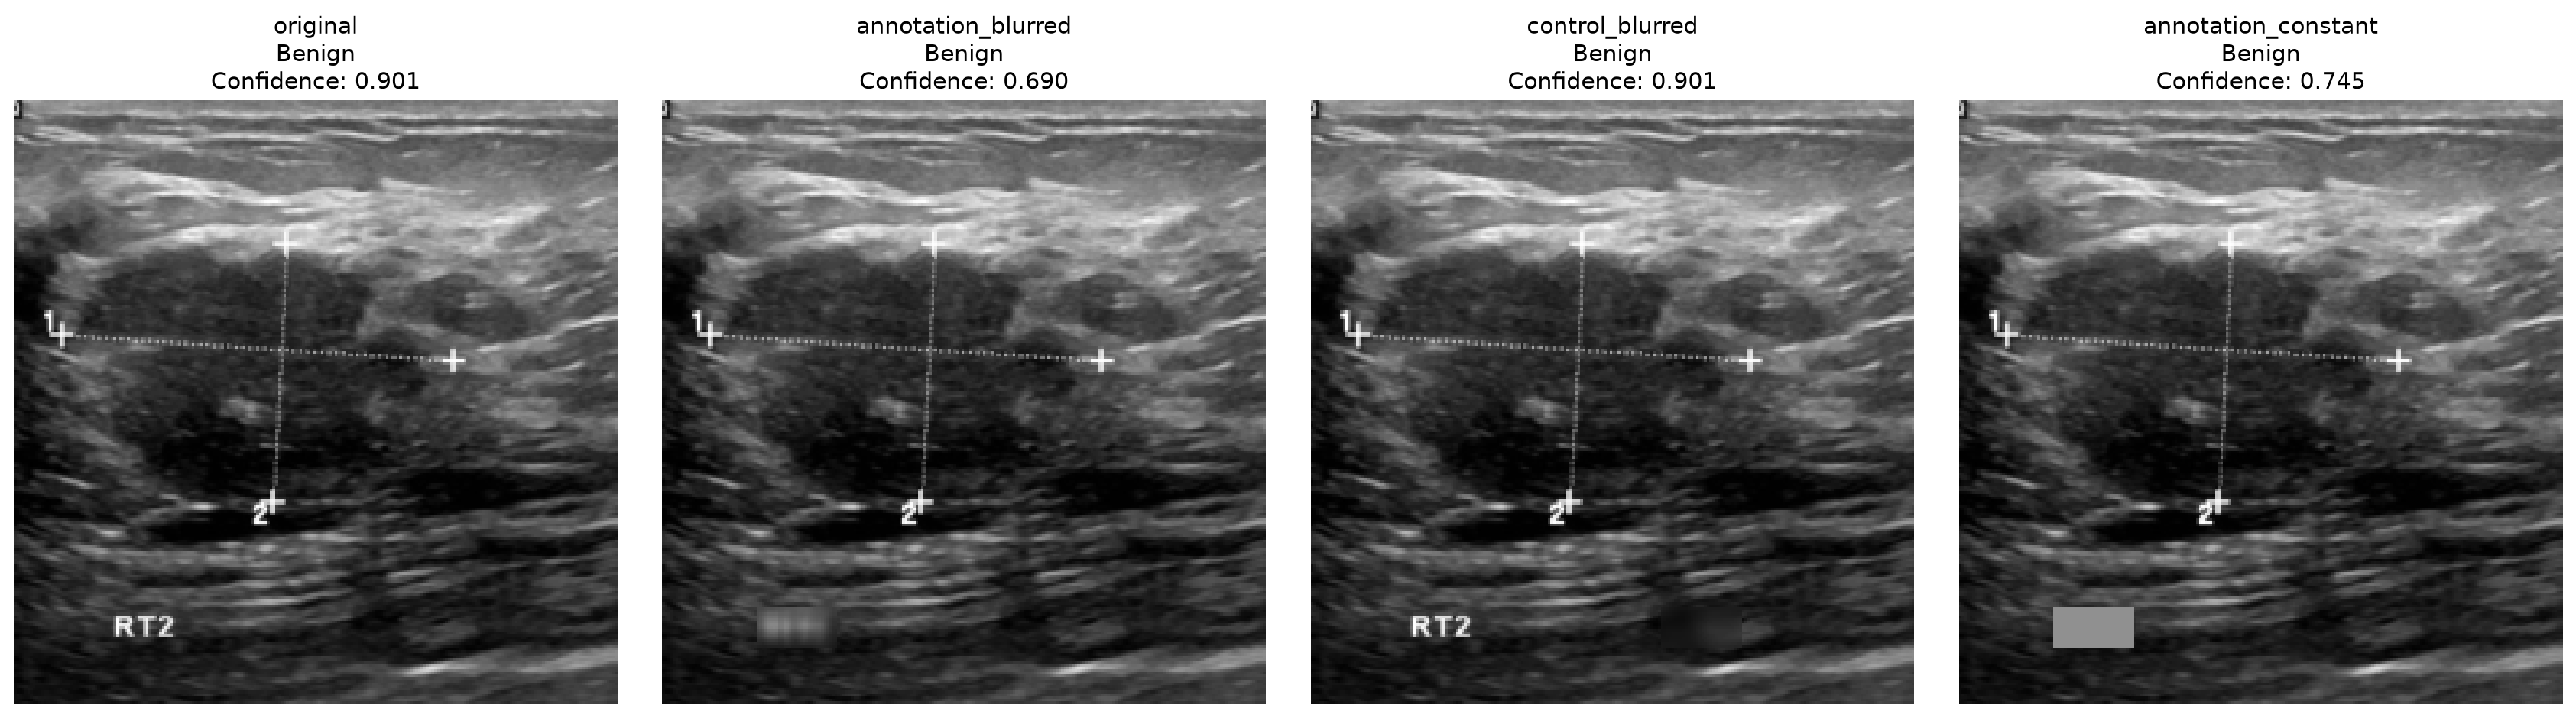 original
Benign
Confidence: 0.901
annotation_blurred
Benign
Confidence: 0.690
control_blurred
Benign
Confidence: 0.901
annotation_constant
Benign
Confidence: 0.745
1
2
RT2
1
2
1
2
RT2
1
2